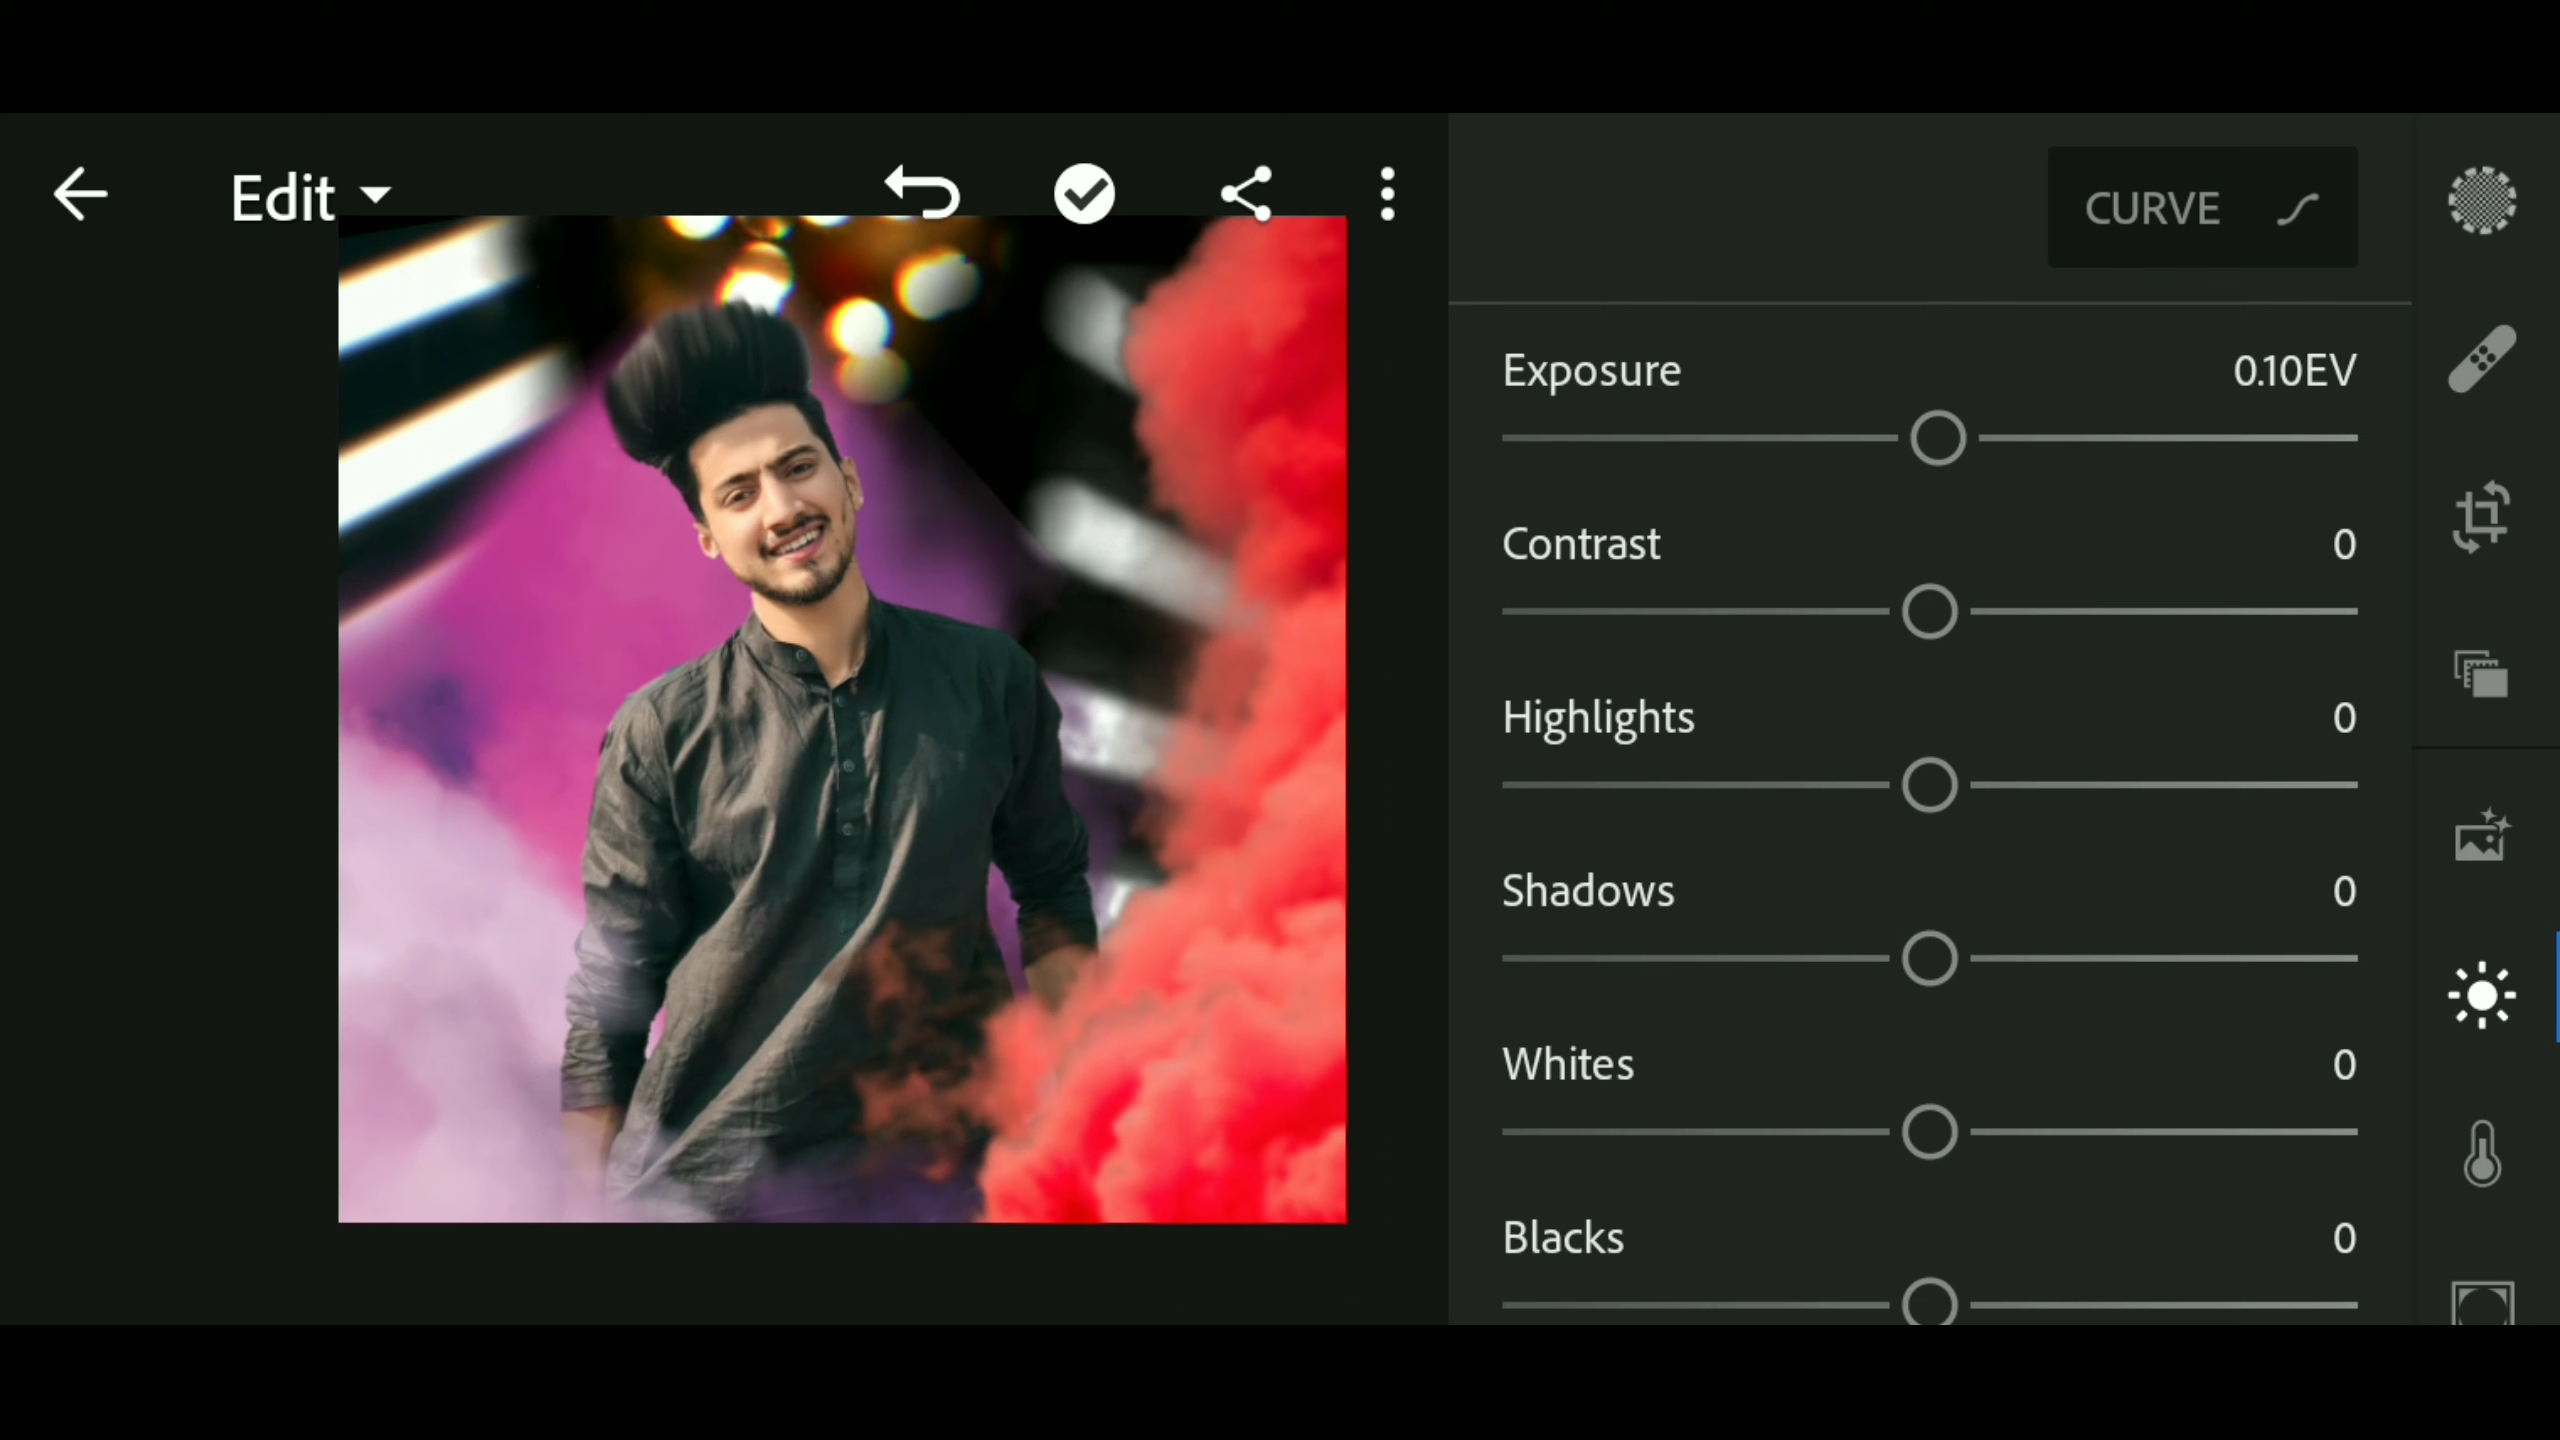 Edit
CURVE
Exposure 0.10EV
Contrast 0
Highlights 0
Shadows 0
Whites 0
Blacks 0